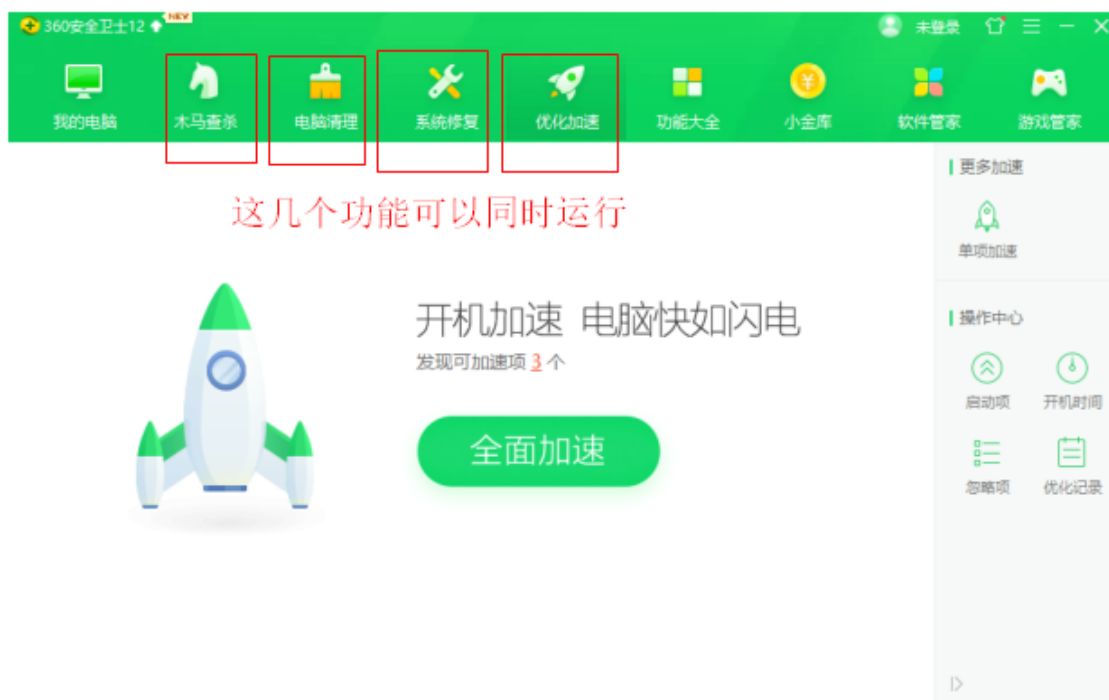 360安全卫士12
NEW
未登录
我的电脑
木马查杀
电脑清理
系统修复
优化加速
功能大全
小金库
软件管家
游戏管家
这几个功能可以同时运行
开机加速 电脑快如闪电
发现可加速项 3 个
全面加速
更多加速
单项加速
操作中心
启动项
开机时间
忽略项
优化记录